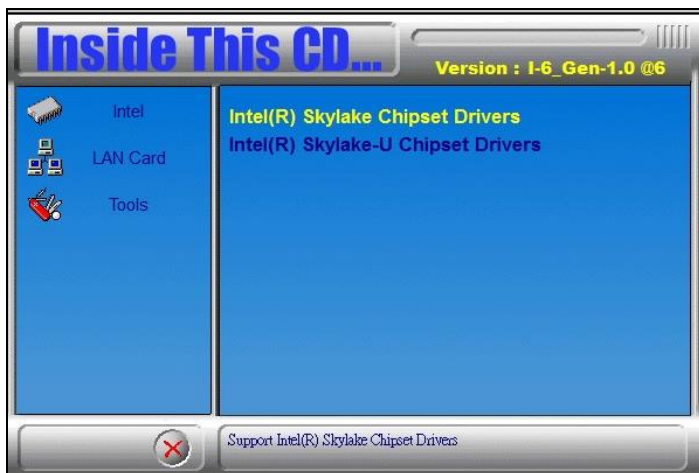 Inside This CD...
Version : I-6_Gen-1.0 @6
Intel
LAN Card
Tools
Intel(R) Skylake Chipset Drivers
Intel(R) Skylake-U Chipset Drivers
Support Intel(R) Skylake Chipset Drivers